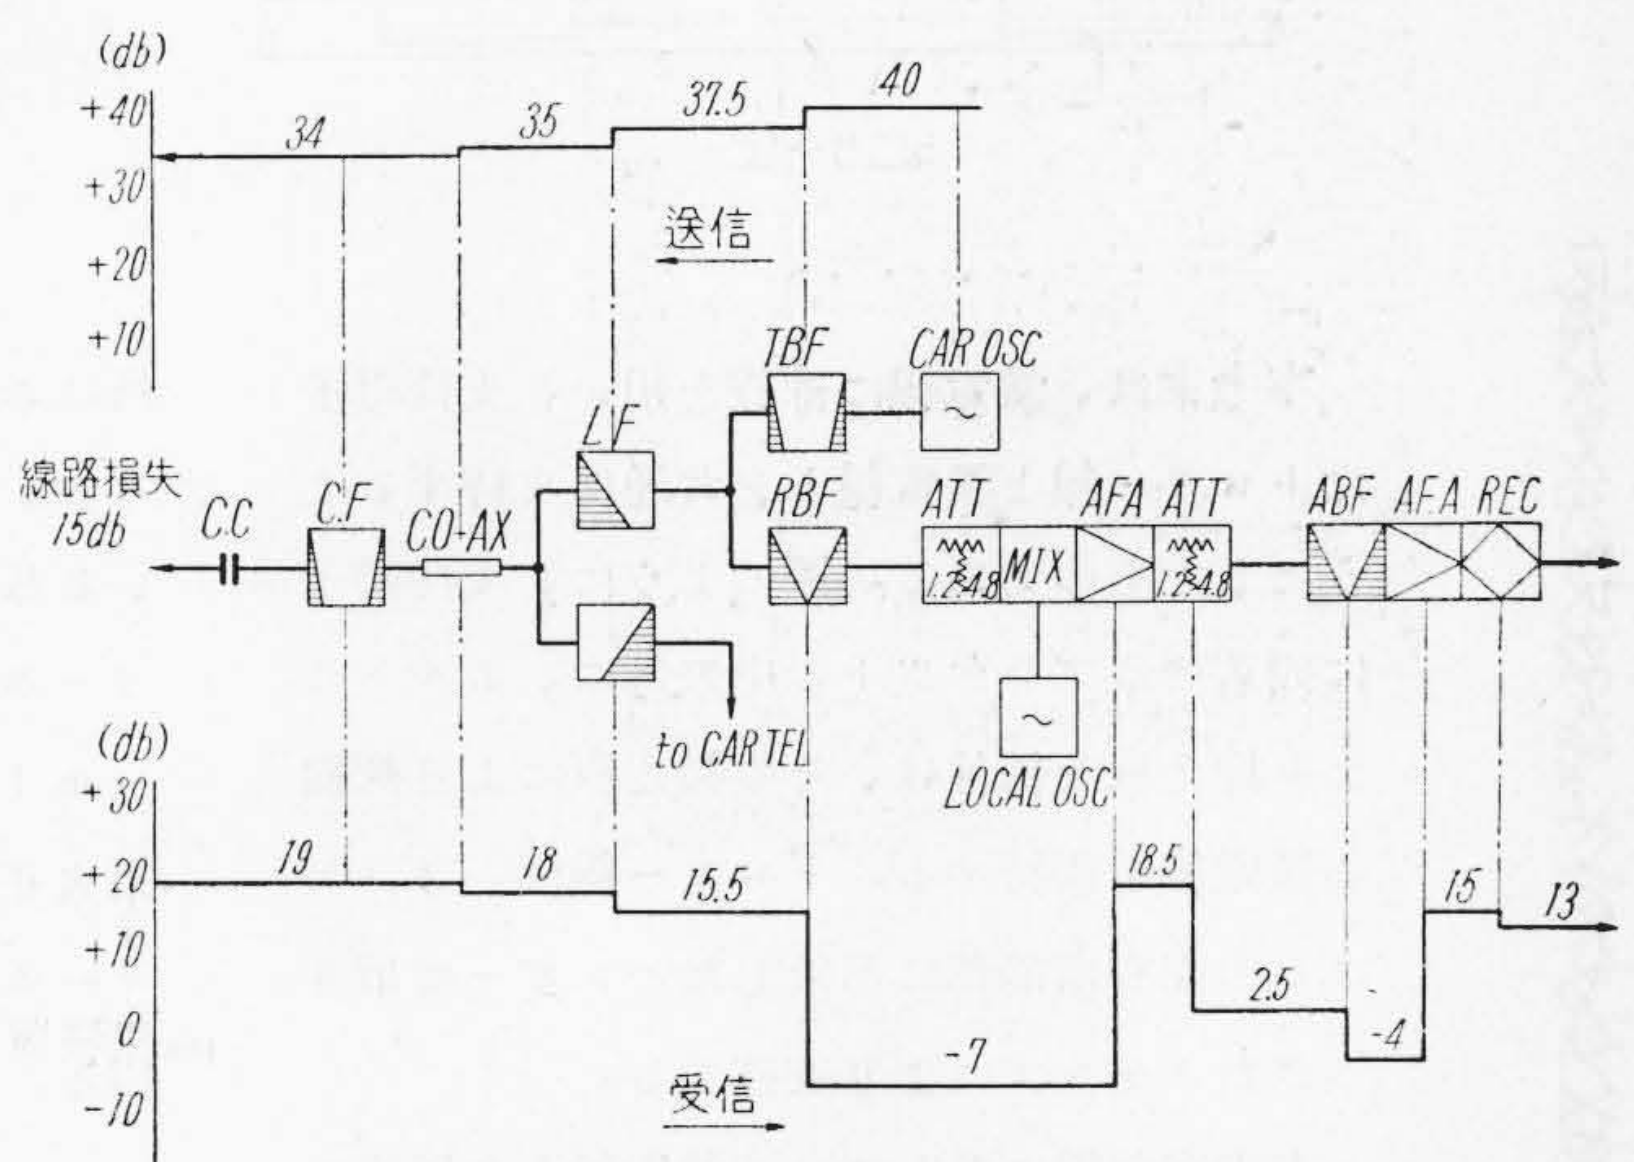 (db)
+40
+30
+20
+10
34
35
37.5
40
送信
TBF
CAR OSC
~
LF
線路損失
15db
C.C
C.F
CO-AX
RBF
ATT
AFA
ATT
ABF
AFA
REC
1.2.4.8
MIX
1.2.4.8
~
LOCAL OSC
to CAR TEL
(db)
+30
+20
+10
0
-10
19
18
15.5
-7
18.5
2.5
-4
15
13
受信